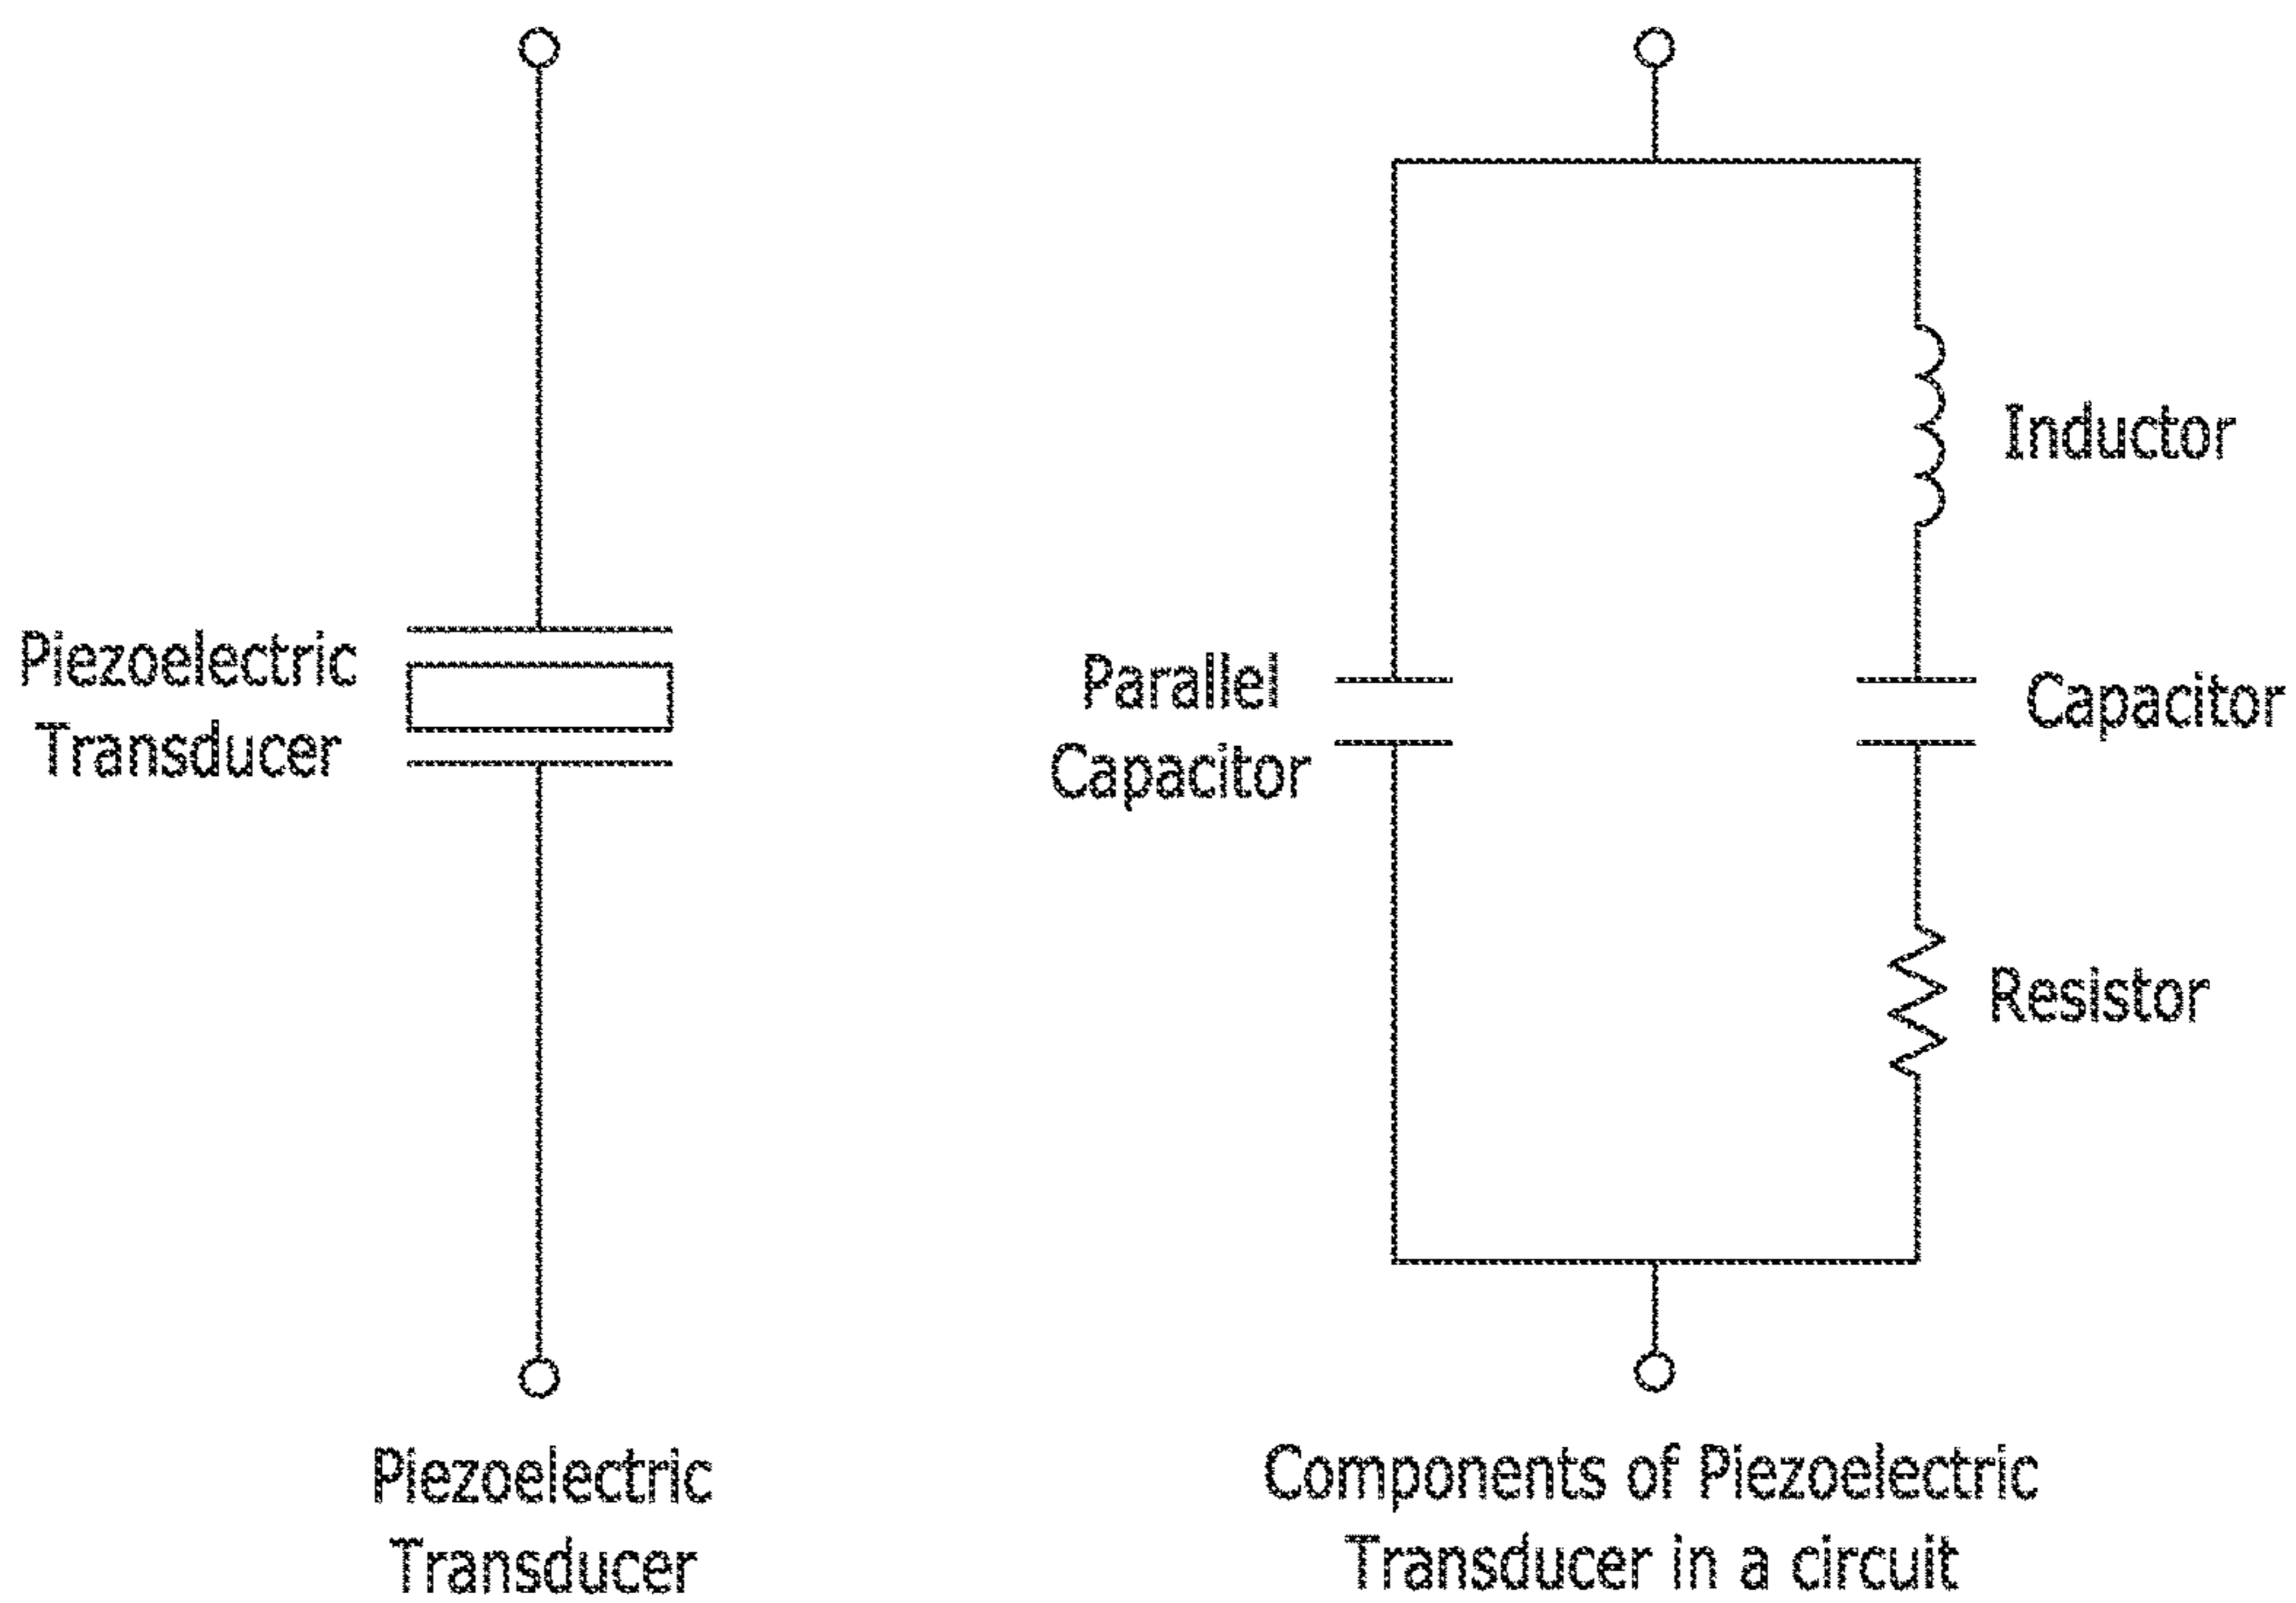 Piezoelectric
Transducer
Parallel
Capacitor
Inductor
Capacitor
Resistor
Piezoelectric
Transducer
Components of Piezoelectric
Transducer in a circuit